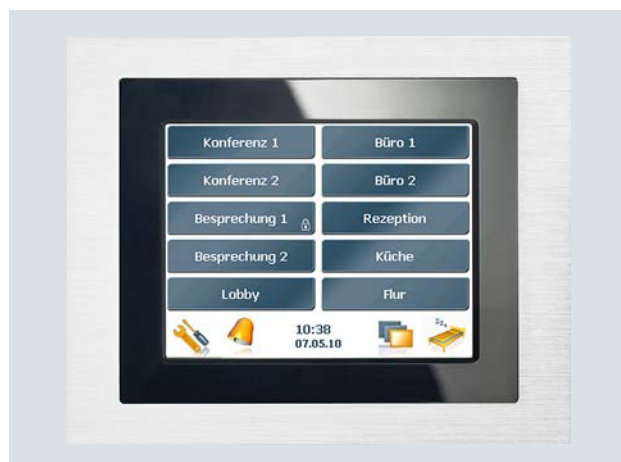 Konferenz 1
Büro 1
Konferenz 2
Büro 2
Besprechung 1
Rezeption
Besprechung 2
Küche
Lobby
Flur
10:38
07.05.10